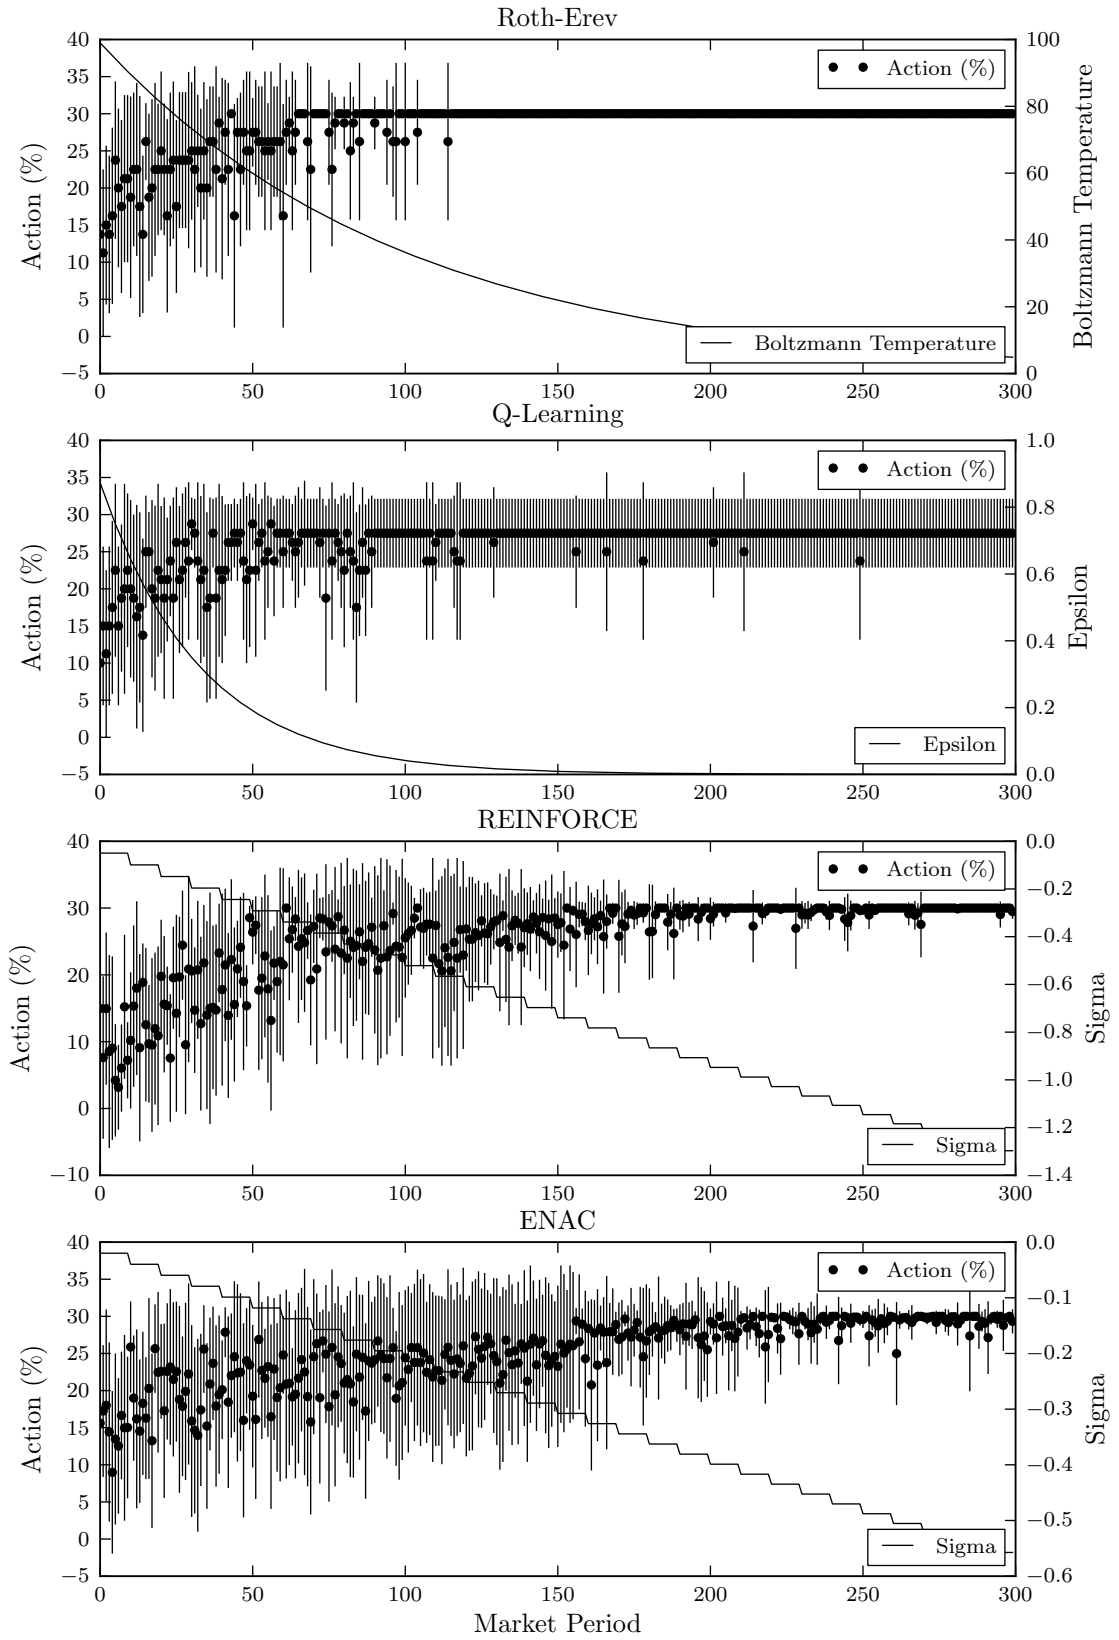 Roth-Erev
40 100
35 Action (%)
30 80
25
20 60
15
10 40
5
0 20
Boltzmann Temperature
−5 0
0 50 100 150 200 250 300
Action (%)
Boltzmann Temperature
Q-Learning
40 1.0
35 Action (%)
30 0.8
25
20 0.6
15
10 0.4
5
0 0.2
Epsilon
−5 0.0
0 50 100 150 200 250 300
Action (%)
Epsilon
REINFORCE
40 0.0
Action (%)
−0.2
30
−0.4
20
−0.6
10 −0.8
−1.0
0
−1.2
Sigma
−10 −1.4
0 50 100 150 200 250 300
Action (%)
Sigma
ENAC
40 0.0
35 Action (%)
30 −0.1
25 −0.2
20
15 −0.3
10 −0.4
5
0 −0.5
Sigma
−5 −0.6
0 50 100 150 200 250 300
Action (%)
Sigma
Market Period